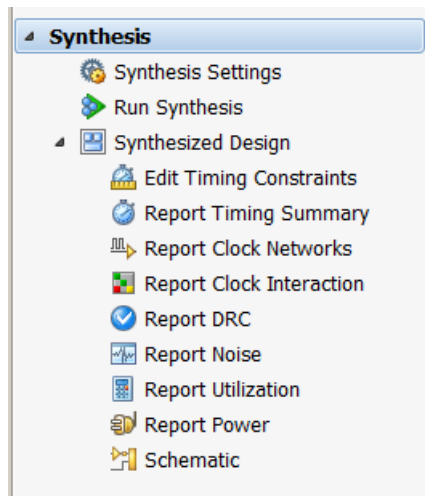 Synthesis
Synthesis Settings
Run Synthesis
Synthesized Design
Edit Timing Constraints
Report Timing Summary
Report Clock Networks
Report Clock Interaction
Report DRC
Report Noise
Report Utilization
Report Power
Schematic